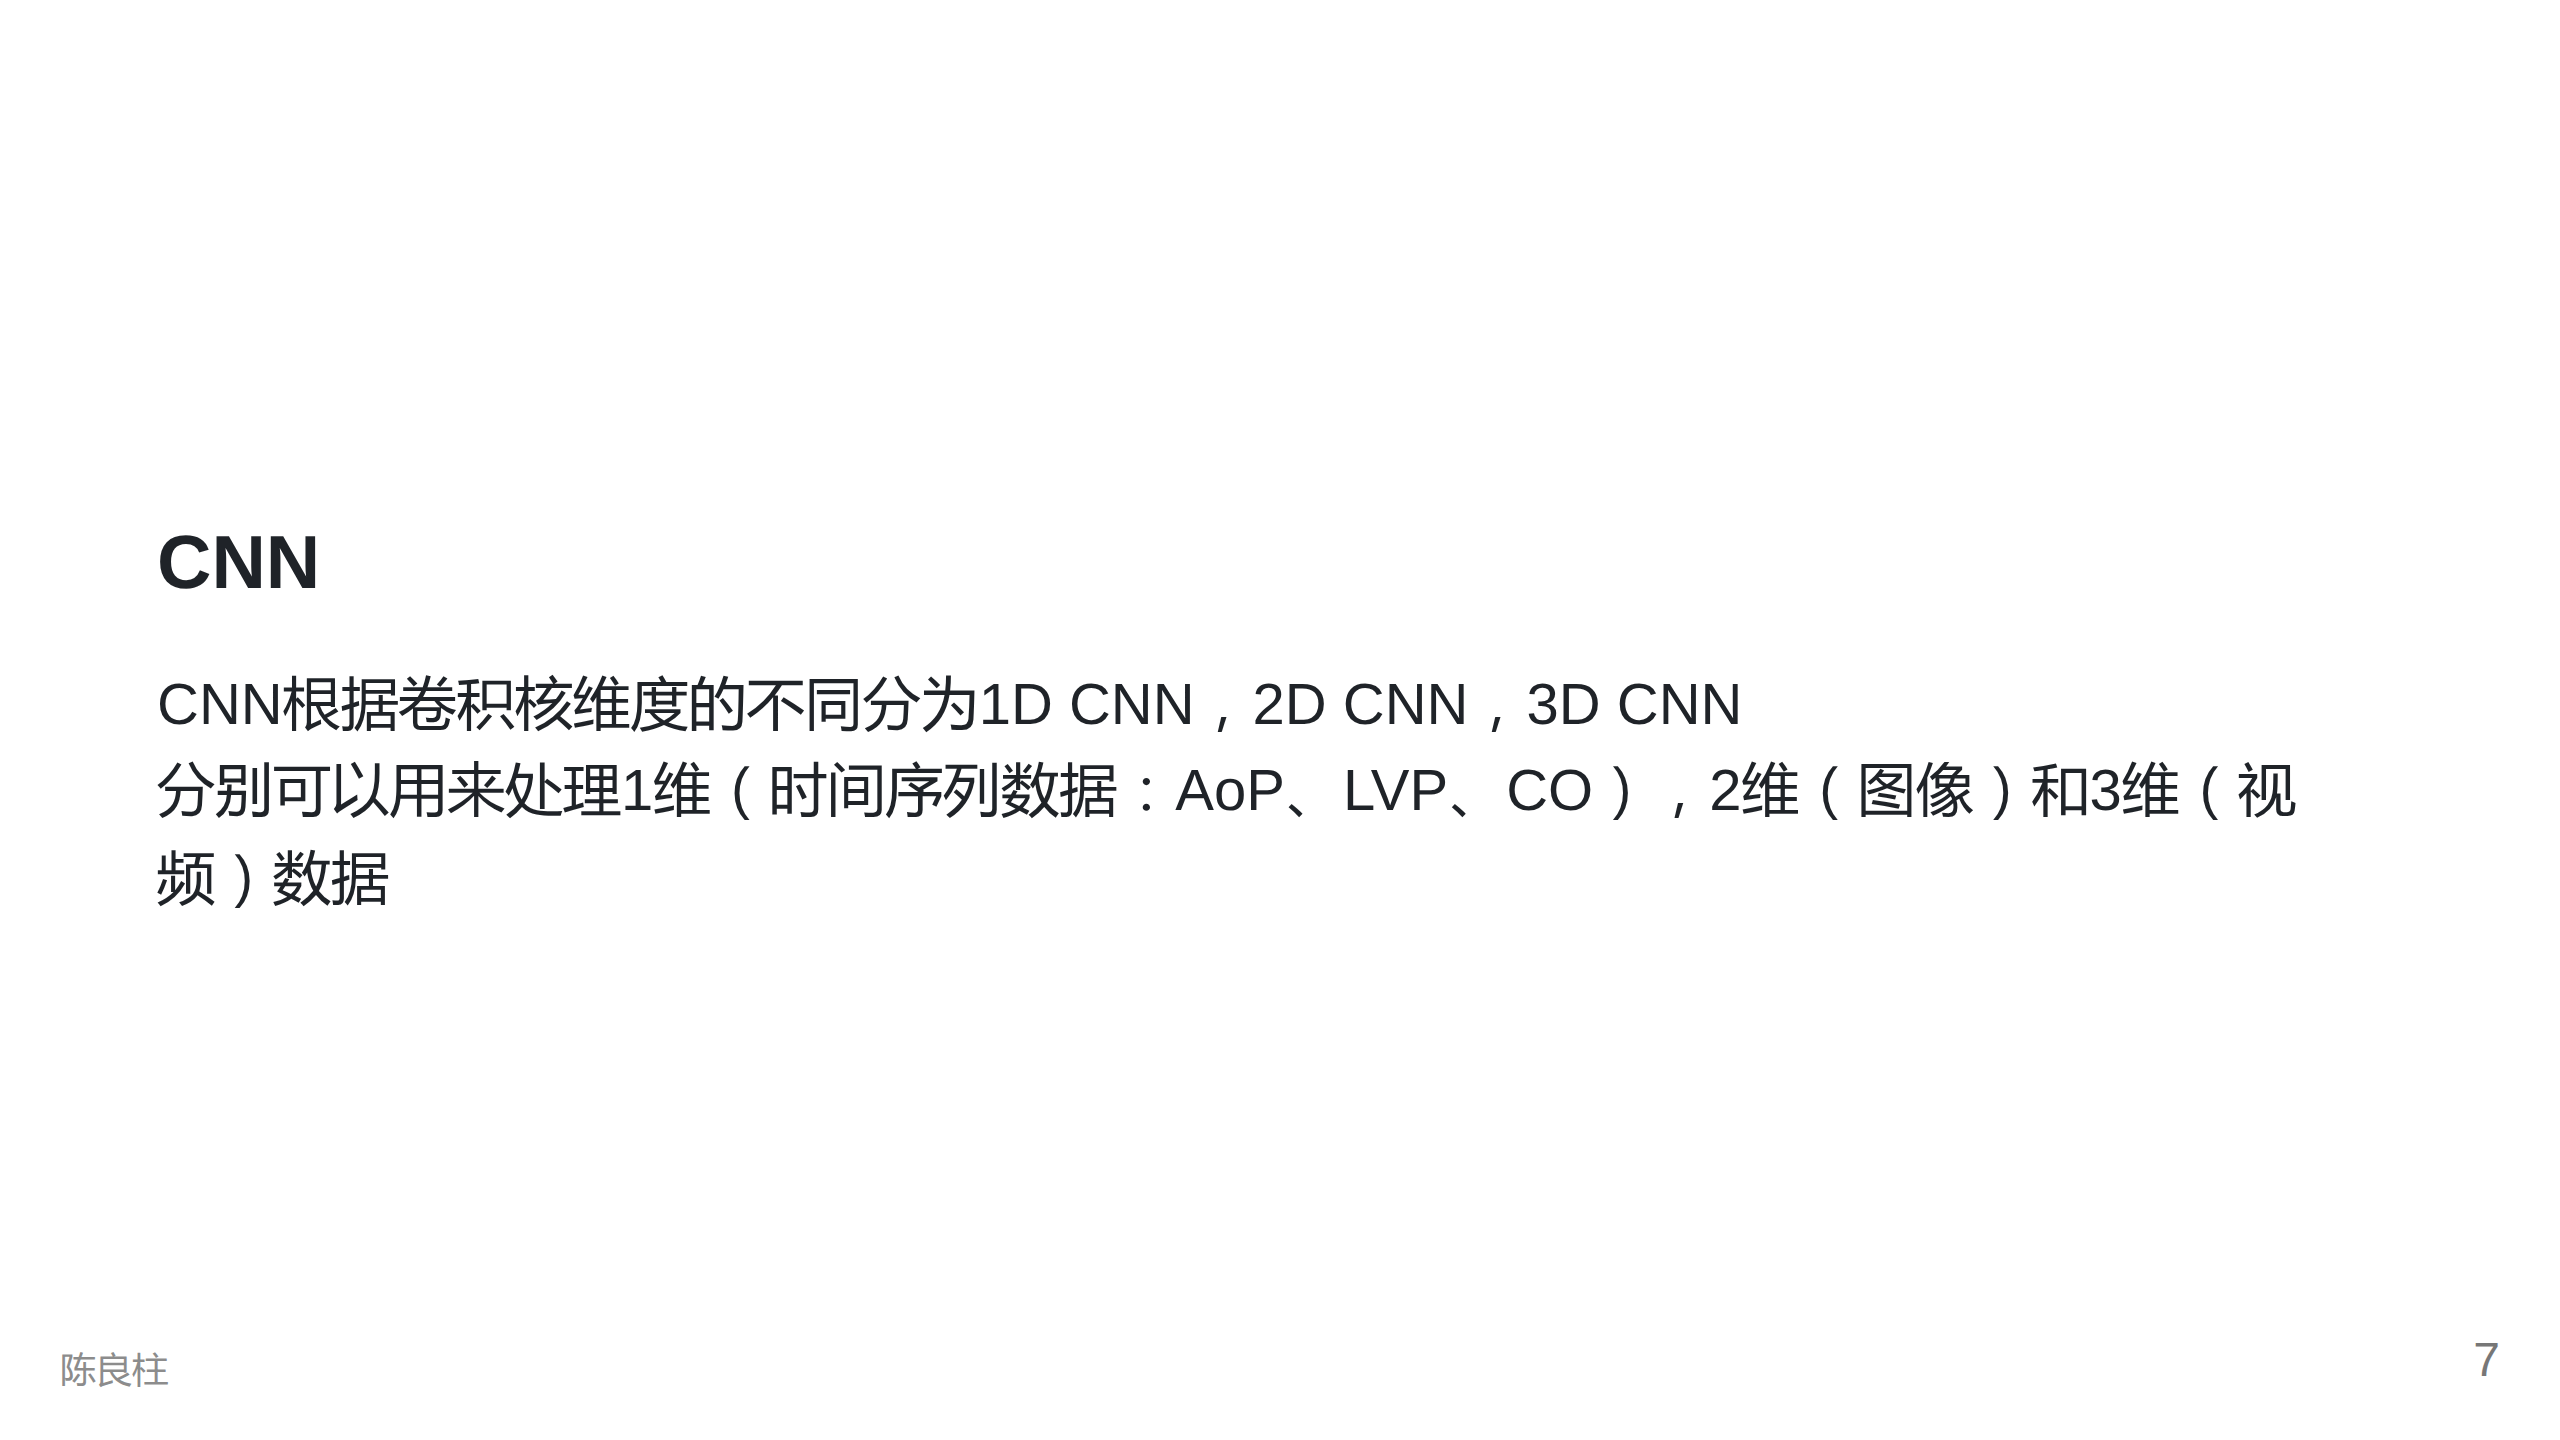 CNN
CNN根据卷积核维度的不同分为1D CNN，2D CNN，3D CNN
分别可以用来处理1维（时间序列数据：AoP、LVP、CO），2维（图像）和3维（视
频）数据
陈良柱
7